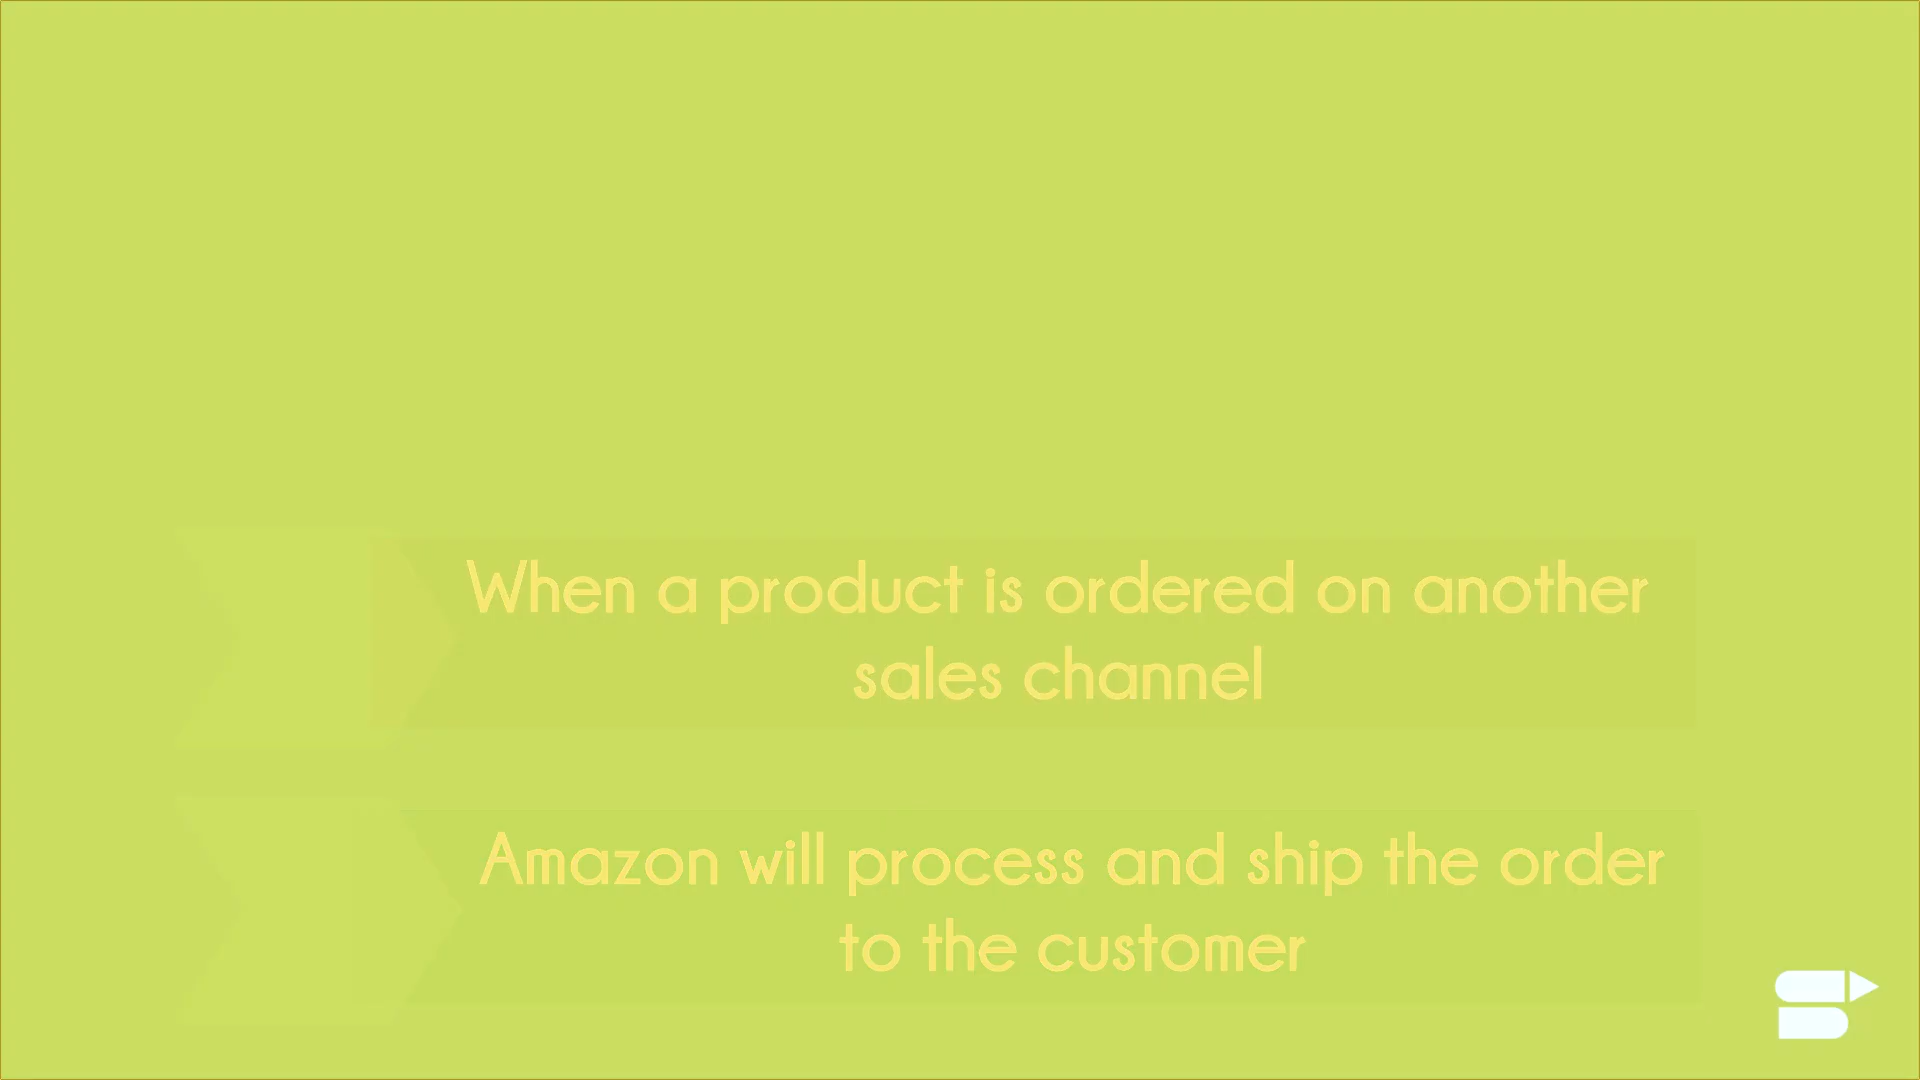 When a product is ordered on another
sales channel
Amazon will process and ship the order
to the customer